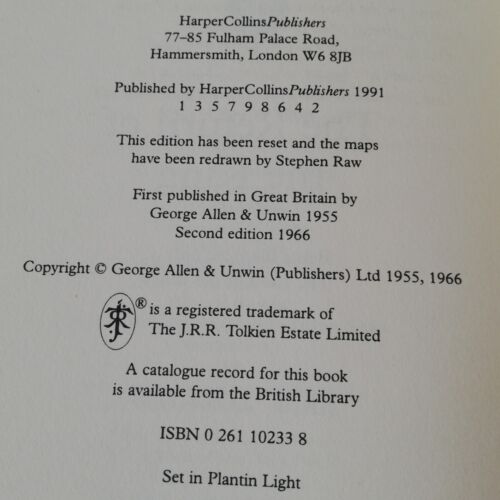 HarperCollinsPublishers
77–85 Fulham Palace Road,
Hammersmith, London W6 8JB
Published by HarperCollinsPublishers 1991
1 3 5 7 9 8 6 4 2
This edition has been reset and the maps
have been redrawn by Stephen Raw
First published in Great Britain by
George Allen & Unwin 1955
Second edition 1966
Copyright © George Allen & Unwin (Publishers) Ltd 1955, 1966
® is a registered trademark of
The J.R.R. Tolkien Estate Limited
A catalogue record for this book
is available from the British Library
ISBN 0 261 10233 8
Set in Plantin Light